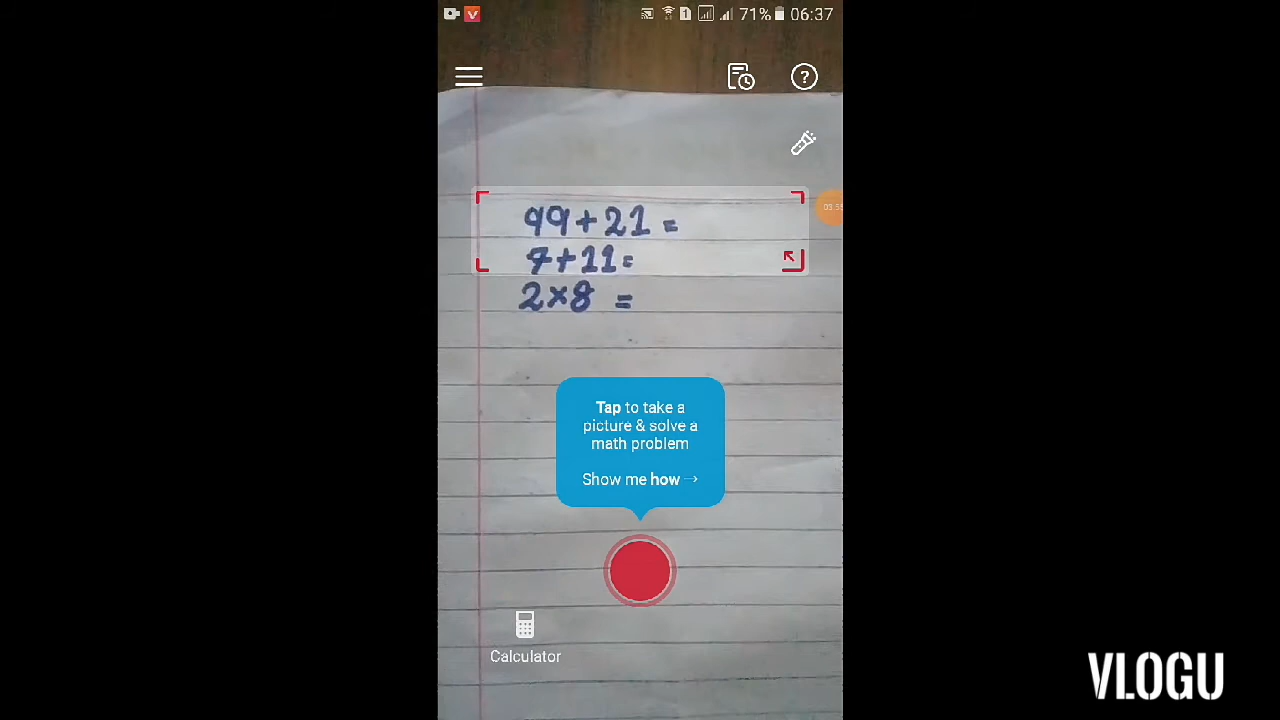 71% 06:37
99+21 =
7+11=
2×8 =
Tap to take a
picture & solve a
math problem
Show me how →
Calculator
VLOGU